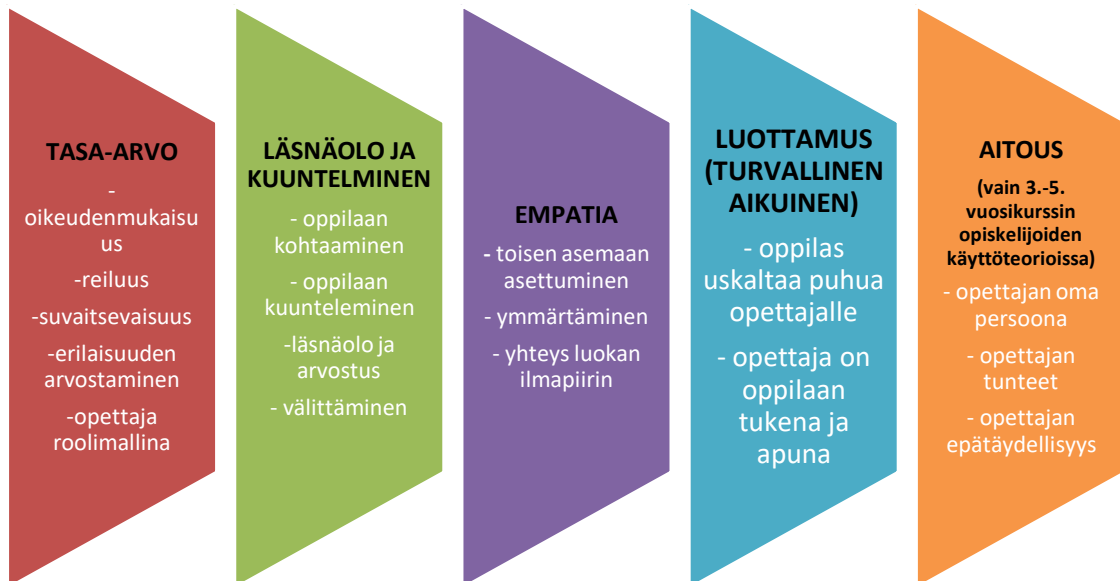 TASA-ARVO
-
oikeudenmukaisu
us
-reiluus
-suvaitsevaisuus
-erilaisuuden
arvostaminen
-opettaja
roolimallina
LÄSNÄOLO JA
KUUNTELMINEN
- oppilaan
kohtaaminen
- oppilaan
kuunteleminen
-läsnäolo ja
arvostus
- välittäminen
EMPATIA
- toisen asemaan
asettuminen
- ymmärtäminen
- yhteys luokan
ilmapiirin
LUOTTAMUS
(TURVALLINEN
AIKUINEN)
- oppilas
uskaltaa puhua
opettajalle
- opettaja on
oppilaan
tukena ja
apuna
AITOUS
(vain 3.-5.
vuosikurssin
opiskelijoiden
käyttöteorioissa)
- opettajan oma
persoona
- opettajan
tunteet
- opettajan
epätäydellisyys